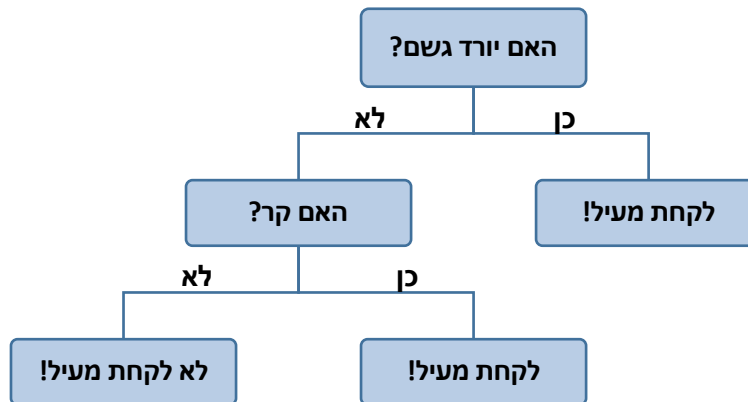 האם יורד גשם?
כן
לא
לקחת מעיל!
האם קר?
כן
לא
לקחת מעיל!
לא לקחת מעיל!